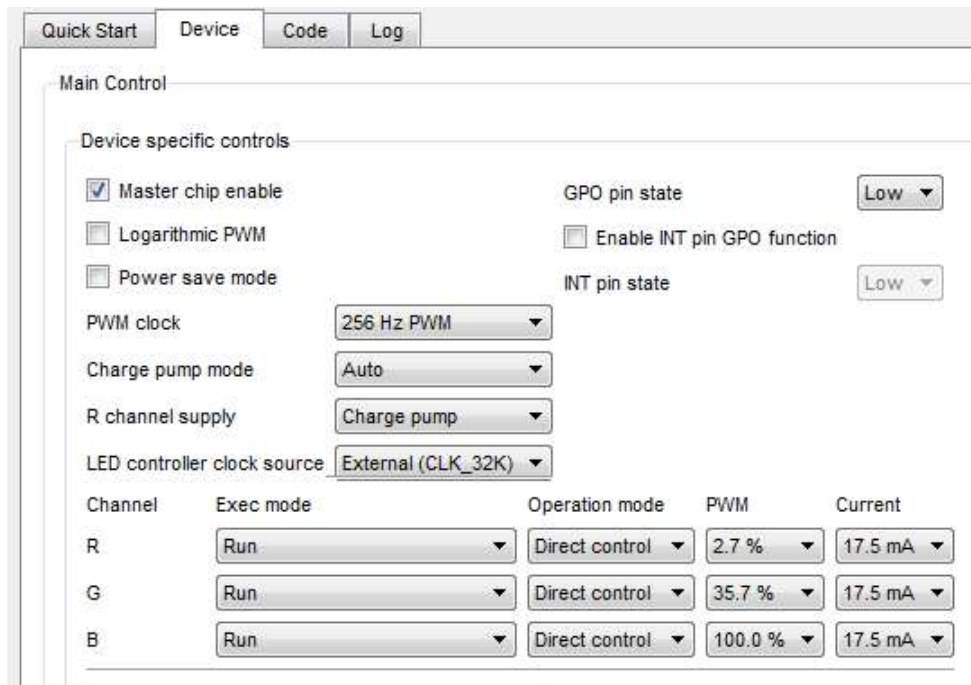 Quick Start Device Code Log
Main Control
Device specific controls
Master chip enable GPO pin state Low
Logarithmic PWM Enable INT pin GPO function
Power save mode INT pin state Low
PWM clock 256 Hz PWM
Charge pump mode Auto
R channel supply Charge pump
LED controller clock source External (CLK_32K)
Channel Exec mode Operation mode PWM Current
R Run Direct control 2.7 % 17.5 mA
G Run Direct control 35.7 % 17.5 mA
B Run Direct control 100.0 % 17.5 mA